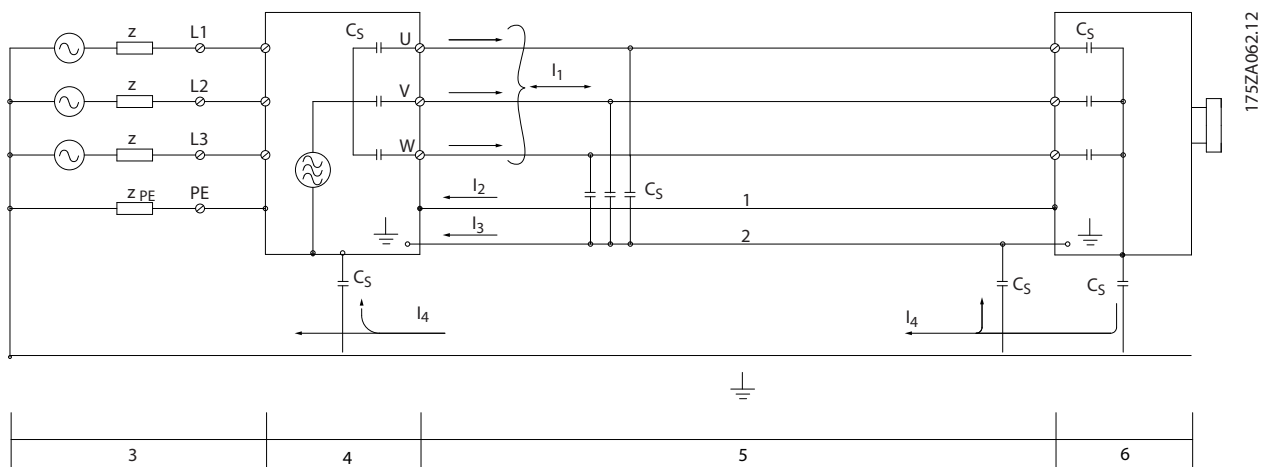 z L1 C_S U C_S
I_1
z L2 V
z L3 W
z_PE PE I_2 C_S 1
I_3 2
C_S C_S C_S
I_4 I_4
3 4 5 6
175ZA062.12